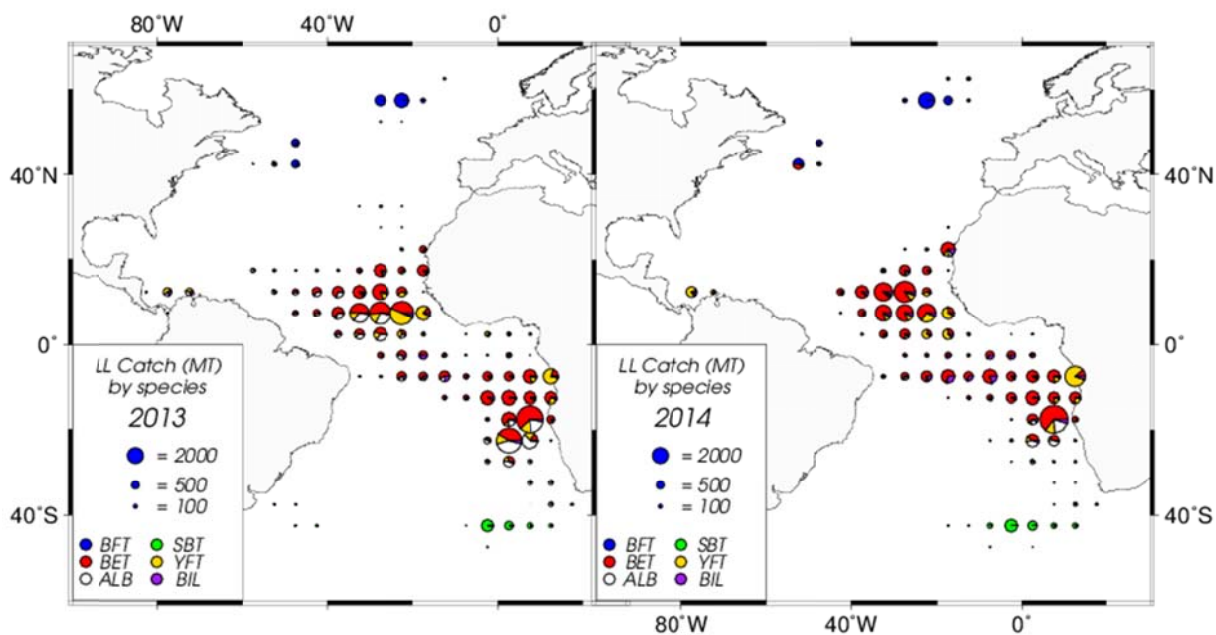 80°W 40°W 0°
40°N
0°
40°S
LL Catch (MT)
by species
2013
= 2000
= 500
= 100
BFT SBT
BET YFT
ALB BIL
LL Catch (MT)
by species
2014
= 2000
= 500
= 100
BFT SBT
BET YFT
ALB BIL
40°N
0°
40°S
80°W 40°W 0°